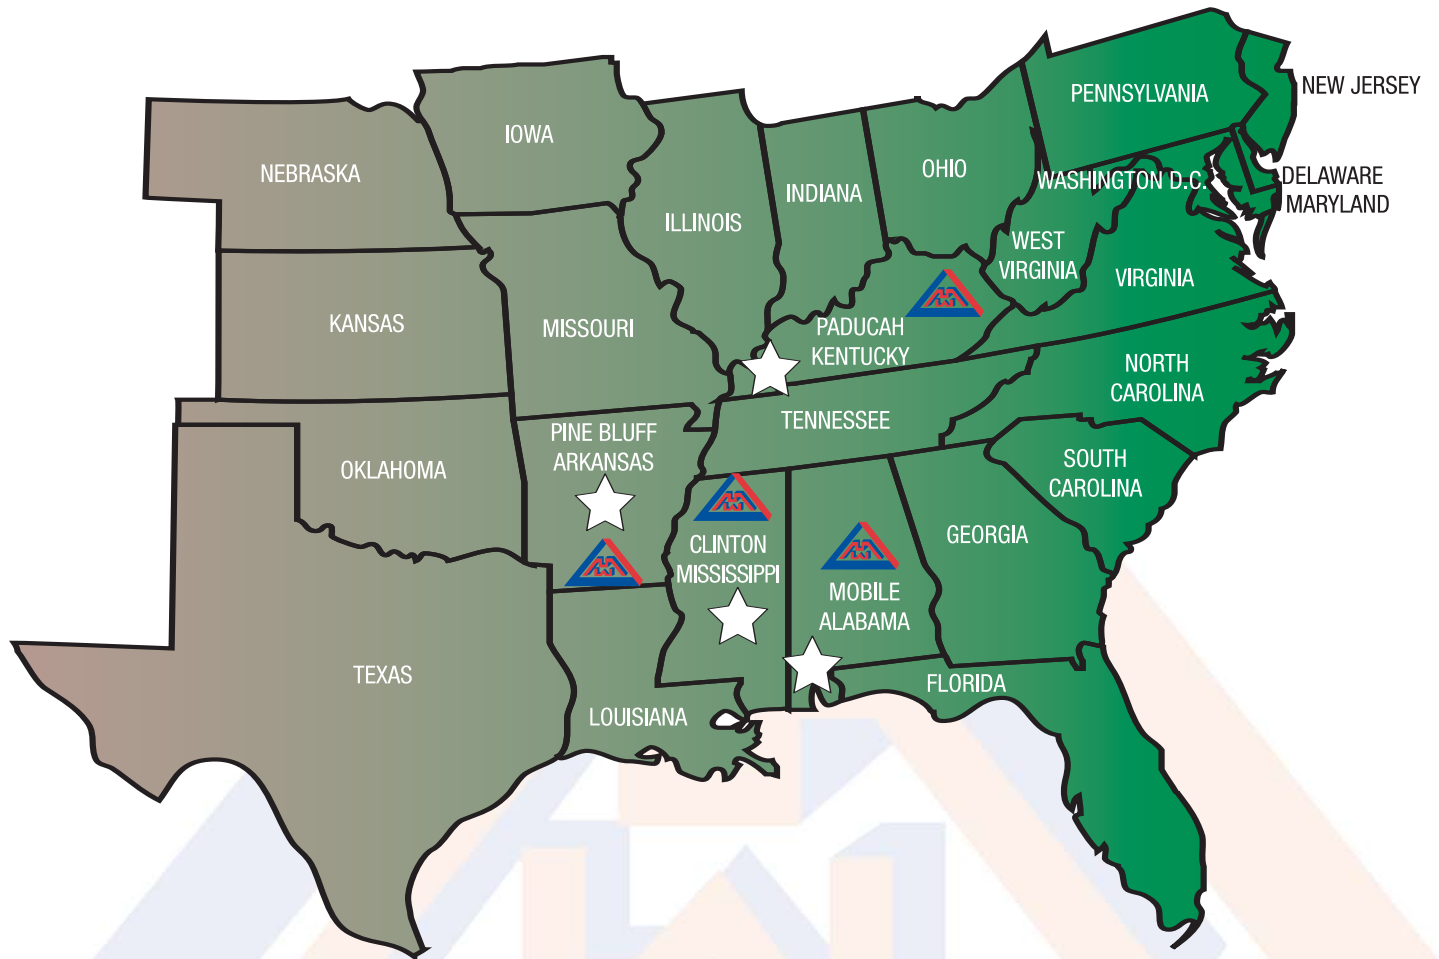 PENNSYLVANIA
NEW JERSEY
IOWA
NEBRASKA
OHIO
INDIANA
WASHINGTON D.C.
DELAWARE
MARYLAND
ILLINOIS
WEST
VIRGINIA
VIRGINIA
KANSAS
MISSOURI
PADUCAH
KENTUCKY
NORTH
CAROLINA
TENNESSEE
PINE BLUFF
ARKANSAS
OKLAHOMA
SOUTH
CAROLINA
GEORGIA
CLINTON
MISSISSIPPI
MOBILE
ALABAMA
TEXAS
FLORIDA
LOUISIANA